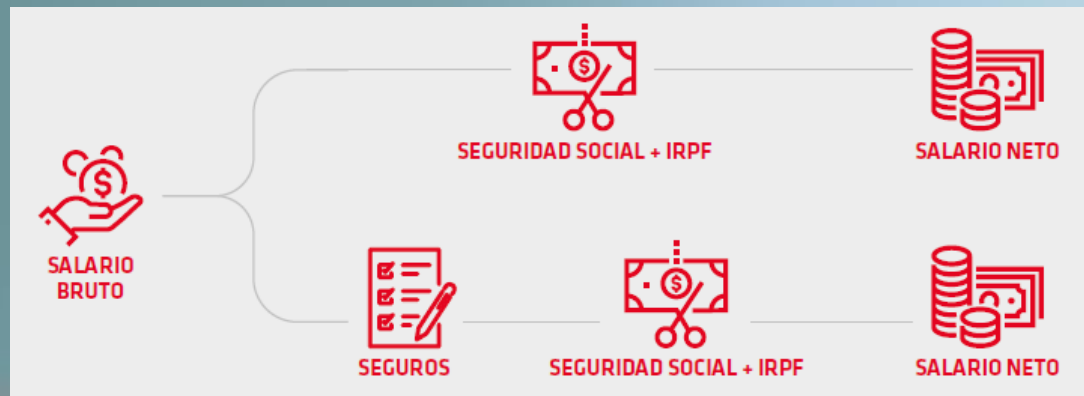 SEGURIDAD SOCIAL + IRPF
SALARIO NETO
SALARIO
BRUTO
SEGUROS
SEGURIDAD SOCIAL + IRPF
SALARIO NETO